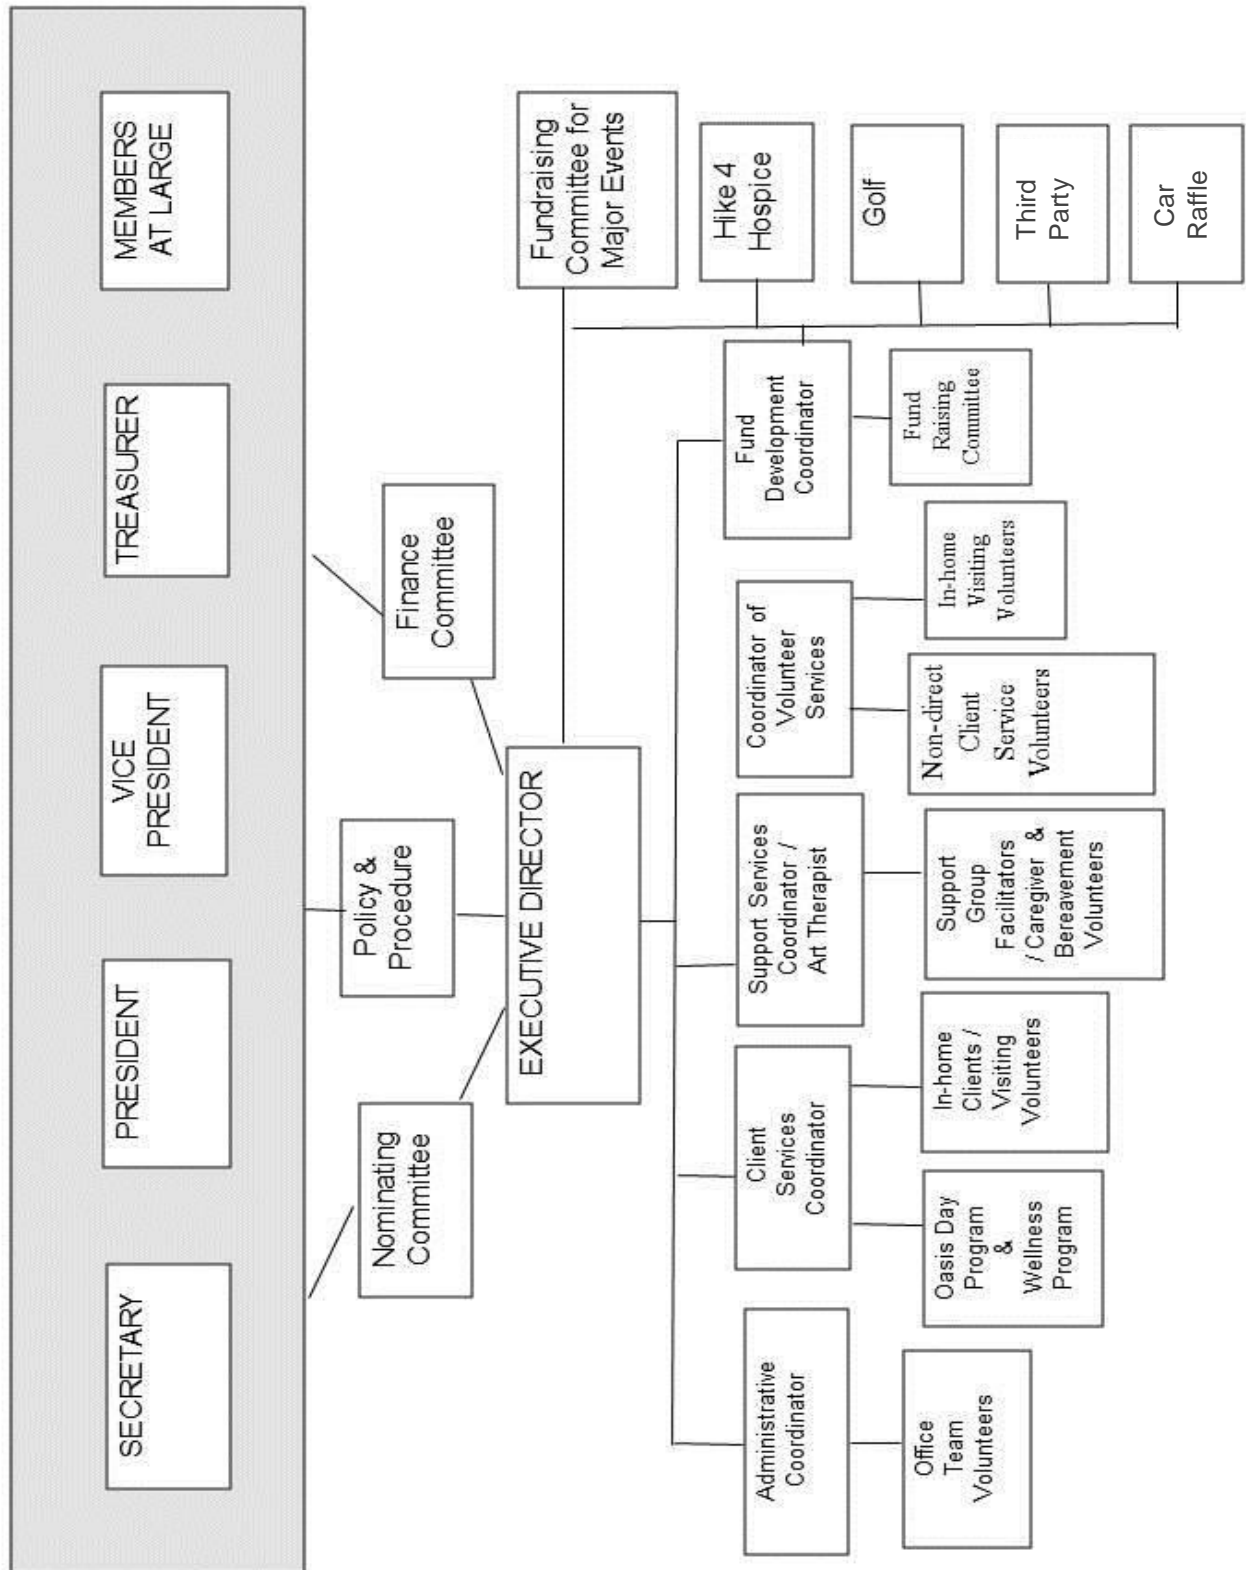 SECRETARY
PRESIDENT
VICE
PRESIDENT
TREASURER
MEMBERS
AT LARGE
Nominating
Committee
Policy &
Procedure
Finance
Committee
EXECUTIVE DIRECTOR
Fundraising
Committee for
Major Events
Hike 4
Hospice
Golf
Third
Party
Car
Raffle
Administrative
Coordinator
Client
Services
Coordinator
Support Services
Coordinator /
Art Therapist
Coordinator of
Volunteer
Services
Fund
Development
Coordinator
Office
Team
Volunteers
Oasis Day
Program
&
Wellness
Program
In-home
Clients /
Visiting
Volunteers
Support
Group
Facilitators
/ Caregiver &
Bereavement
Volunteers
Non-direct
Client
Service
Volunteers
In-home
Visiting
Volunteers
Fund
Raising
Committee